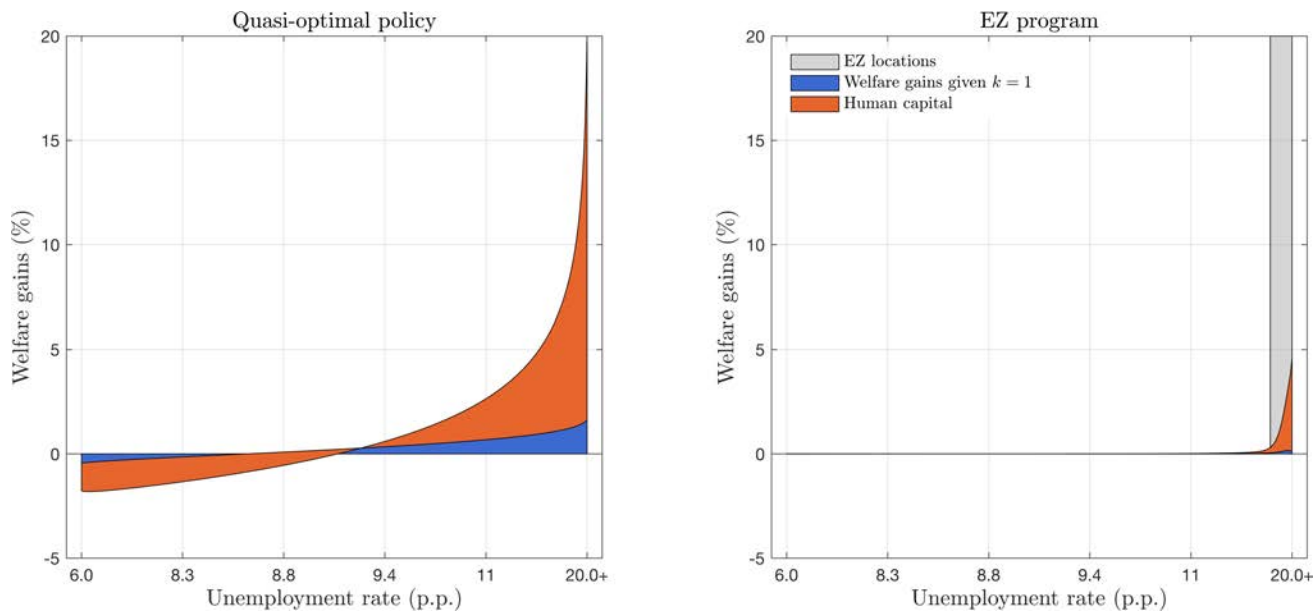 Quasi-optimal policy
20
15
10
5
0
-5
Welfare gains (%)
6.0 8.3 8.8 9.4 11 20.0+
Unemployment rate (p.p.)
EZ program
EZ locations
Welfare gains given k = 1
Human capital
20
15
10
5
0
-5
Welfare gains (%)
6.0 8.3 8.8 9.4 11 20.0+
Unemployment rate (p.p.)